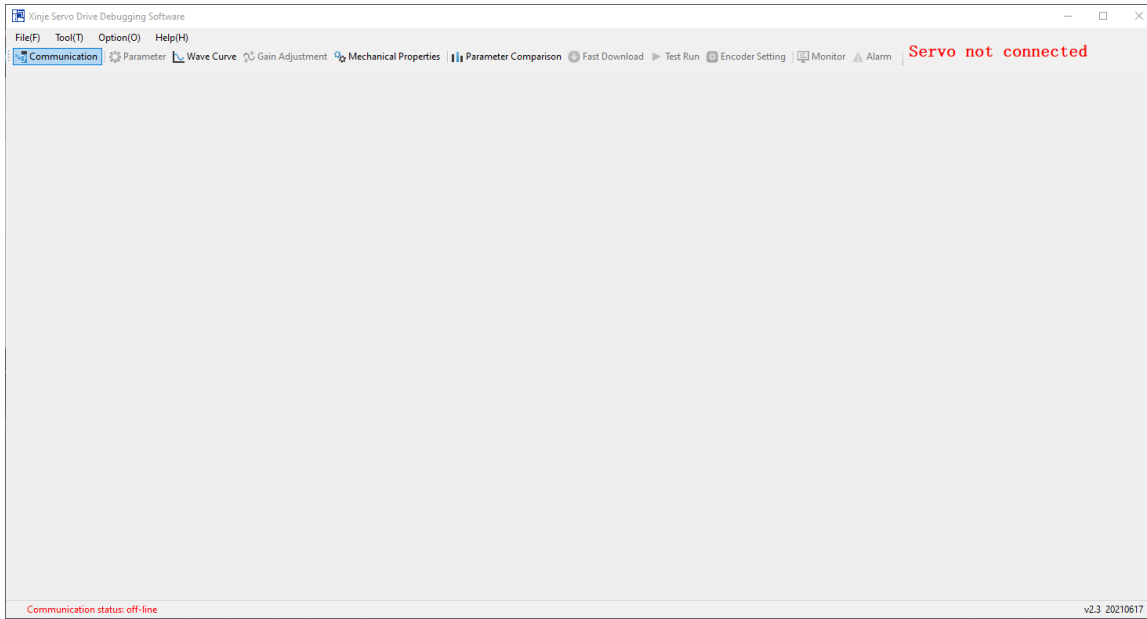 Xinje Servo Drive Debugging Software
File(F) Tool(T) Option(O) Help(H)
Communication Parameter Wave Curve Gain Adjustment Mechanical Properties Parameter Comparison Fast Download Test Run Encoder Setting Monitor Alarm Servo not connected
Communication status: off-line v2.3 20210617